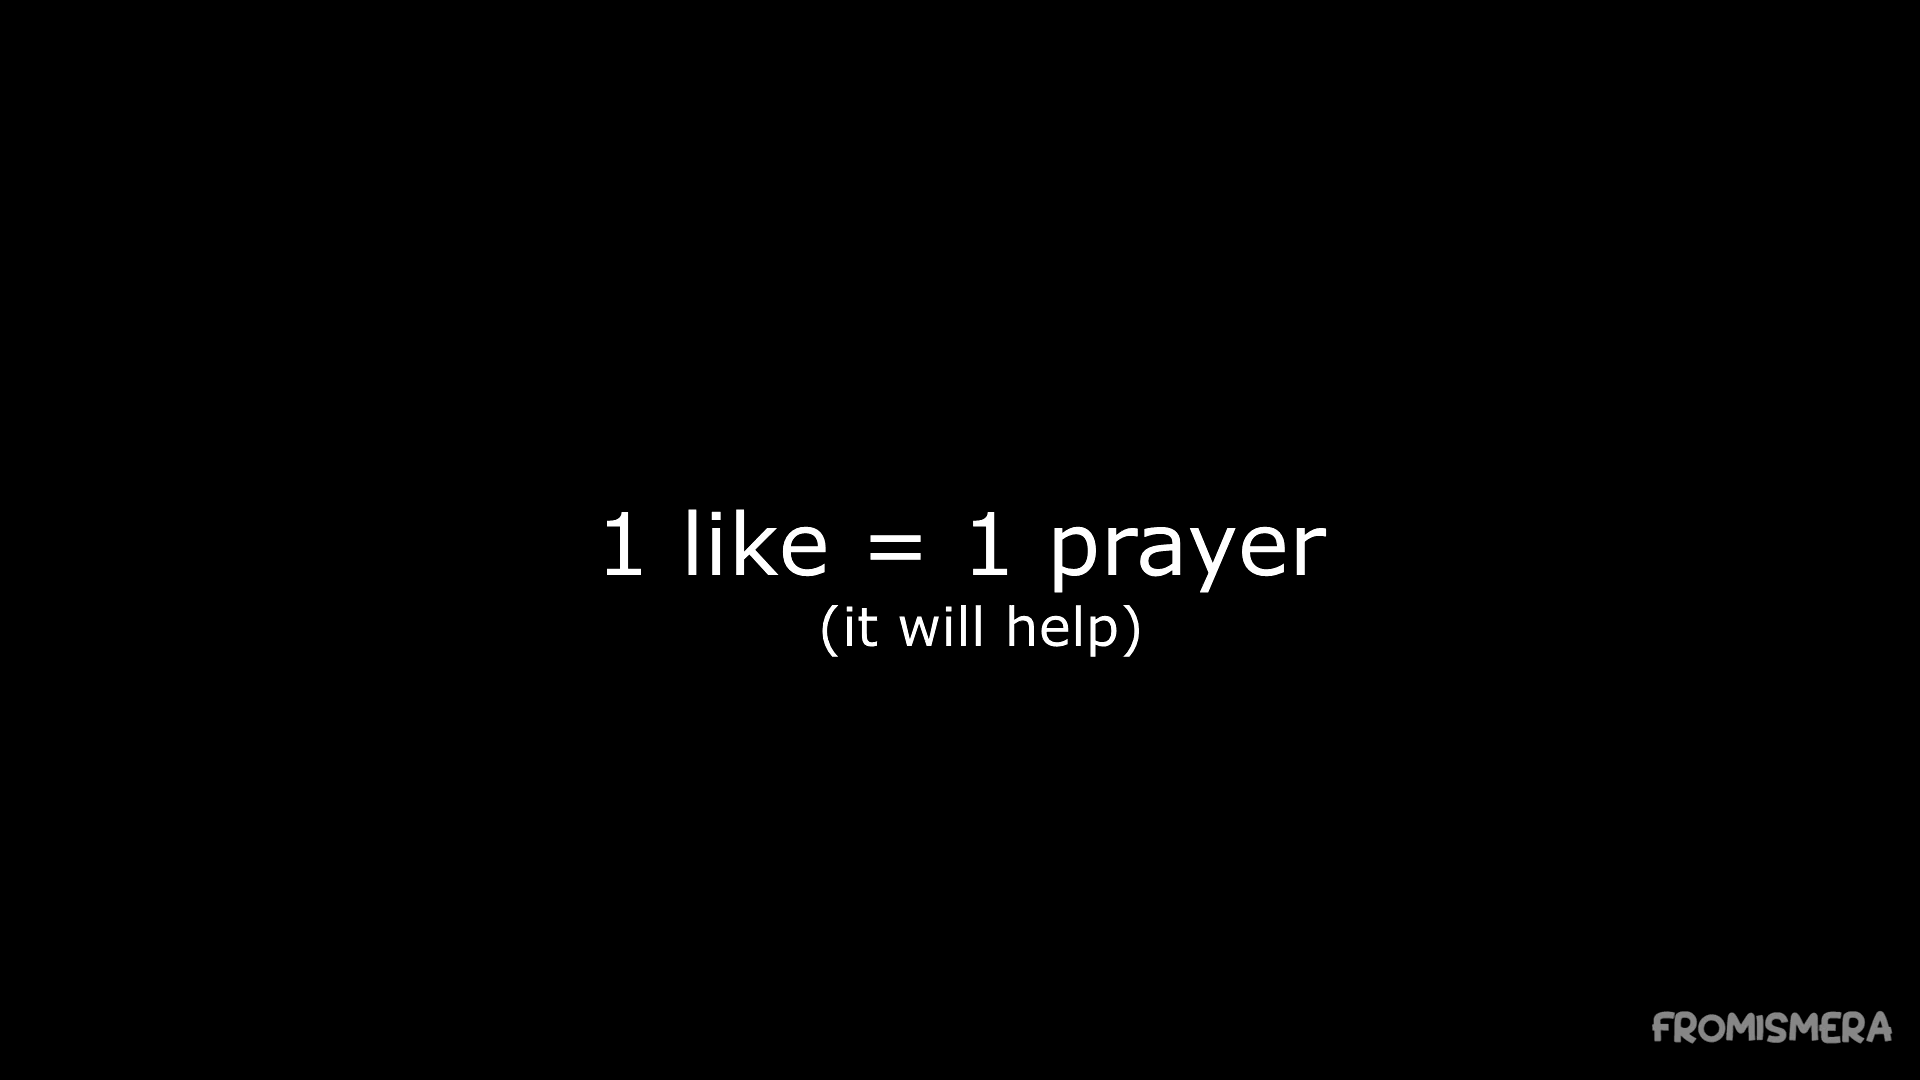 1 like = 1 prayer
(it will help)
FROMISMERA